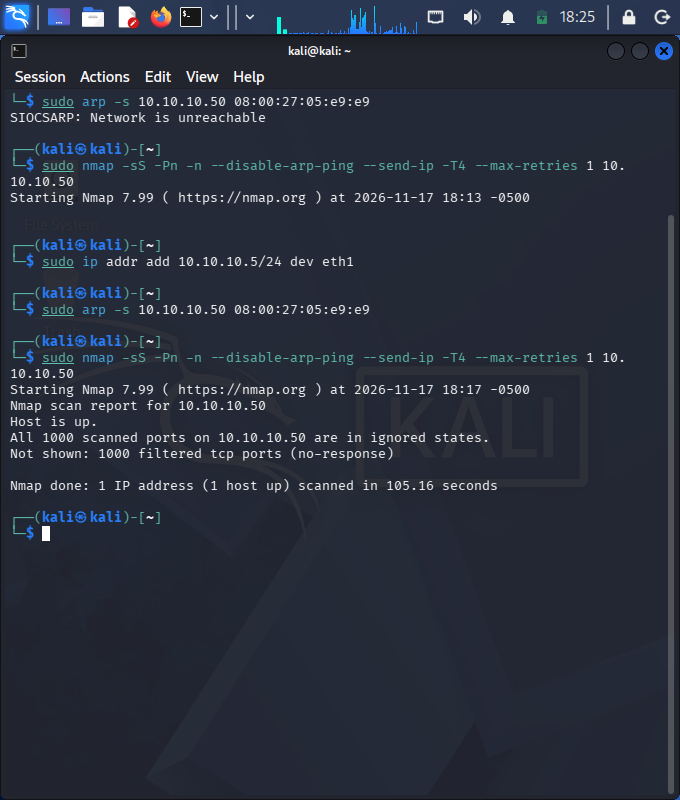 18:25
kali@kali: ~
Session Actions Edit View Help
└─$ sudo arp -s 10.10.10.50 08:00:27:05:e9:e9
SIOCSARP: Network is unreachable
┌──(kali㉿kali)-[~]
└─$ sudo nmap -sS -Pn -n --disable-arp-ping --send-ip -T4 --max-retries 1 10.
10.10.50
Starting Nmap 7.99 ( https://nmap.org ) at 2026-11-17 18:13 -0500
File System
┌──(kali㉿kali)-[~]
└─$ sudo ip addr add 10.10.10.5/24 dev eth1
┌──(kali㉿kali)-[~]
└─$ sudo arp -s 10.10.10.50 08:00:27:05:e9:e9
┌──(kali㉿kali)-[~]
└─$ sudo nmap -sS -Pn -n --disable-arp-ping --send-ip -T4 --max-retries 1 10.
10.10.50
Starting Nmap 7.99 ( https://nmap.org ) at 2026-11-17 18:17 -0500
Nmap scan report for 10.10.10.50
Host is up.
All 1000 scanned ports on 10.10.10.50 are in ignored states.
Not shown: 1000 filtered tcp ports (no-response)
KALI
Nmap done: 1 IP address (1 host up) scanned in 105.16 seconds
┌──(kali㉿kali)-[~]
└─$